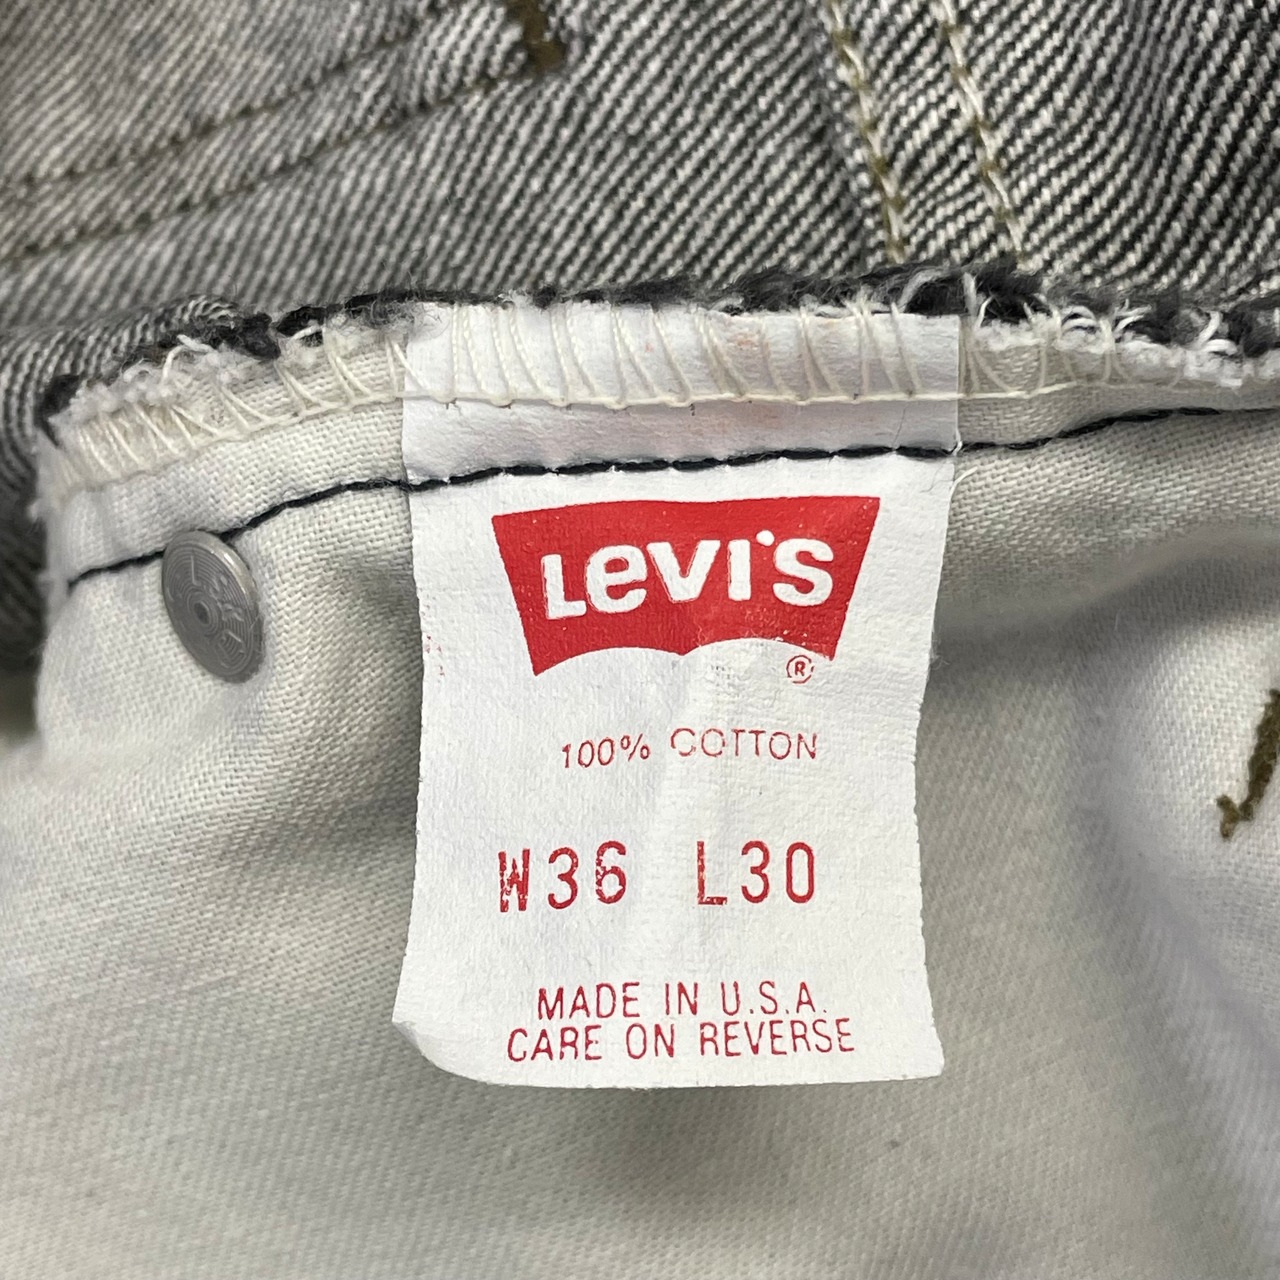 Levi's
®
100% COTTON
W36 L30
MADE IN U.S.A.
CARE ON REVERSE